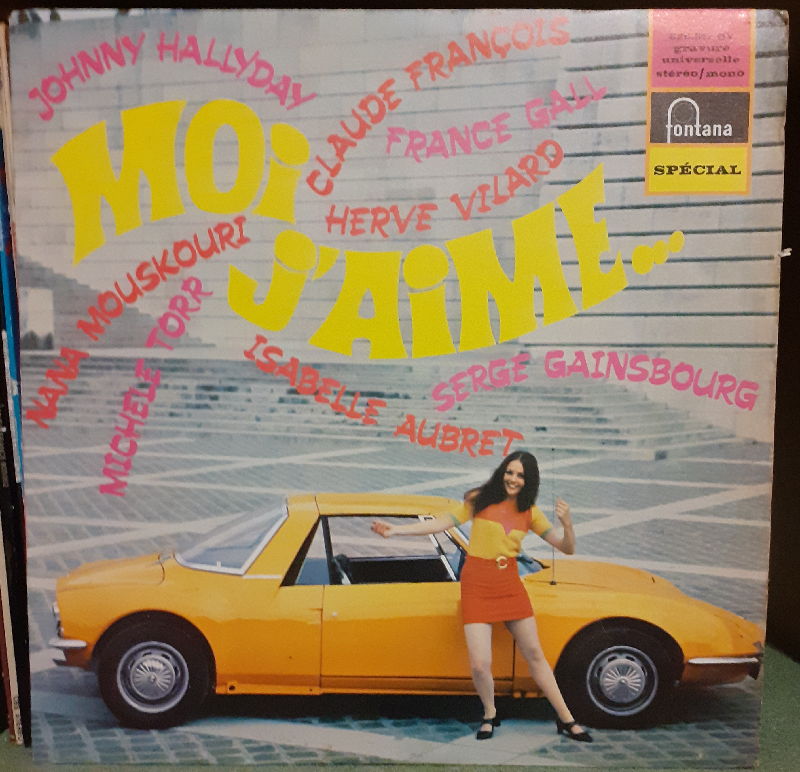 JOHNNY HALLYDAY
CLAUDE FRANÇOIS
FRANCE GALL
HERVE VILARD
MOi
J'AiME...
NANA MOUSKOURI
MICHELE TORR
ISABELLE AUBRET
SERGE GAINSBOURG
gravure
universelle
stéréo/mono
fontana
SPÉCIAL